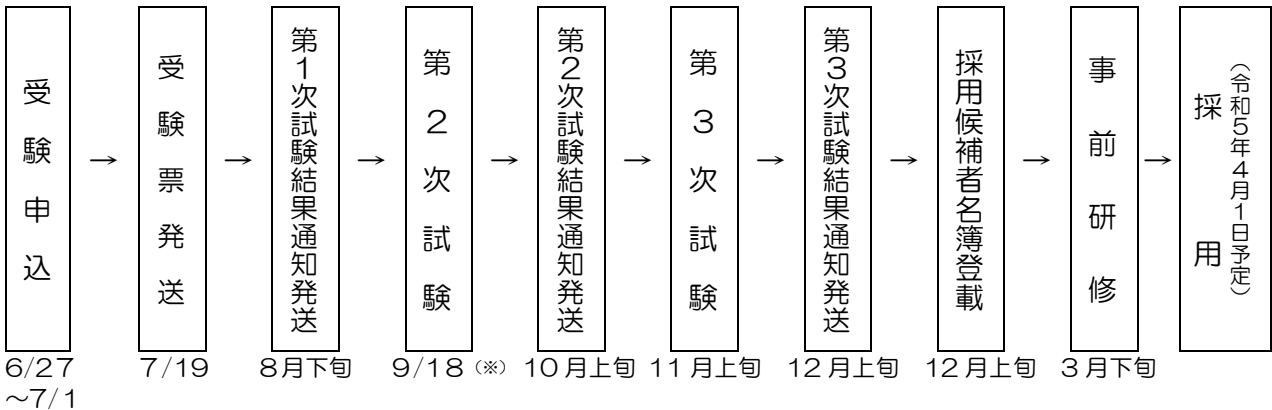 受験申込
→
受験票発送
→
第1次試験結果通知発送
→
第2次試験
→
第2次試験結果通知発送
→
第3次試験
→
第3次試験結果通知発送
→
採用候補者名簿登載
→
事前研修
→
採用
（令和5年4月1日予定）
6/27
～7/1
7/19
8月下旬
9/18（※）
10月上旬
11月上旬
12月上旬
12月上旬
3月下旬